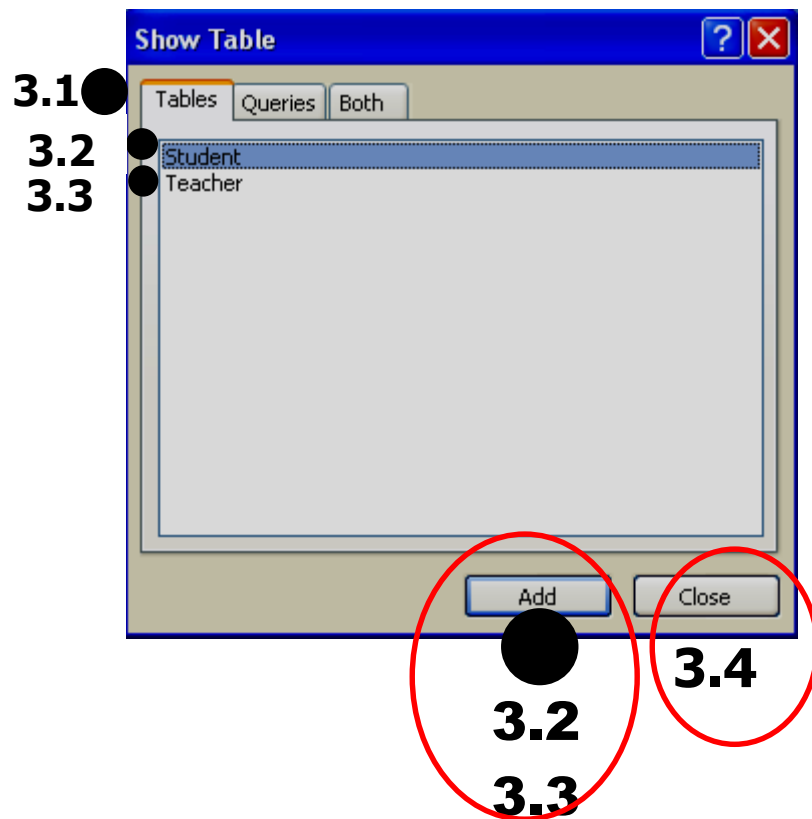 Show Table
3.1 Tables Queries Both
3.2 Student
3.3 Teacher
Add Close
3.4
3.2
3.3